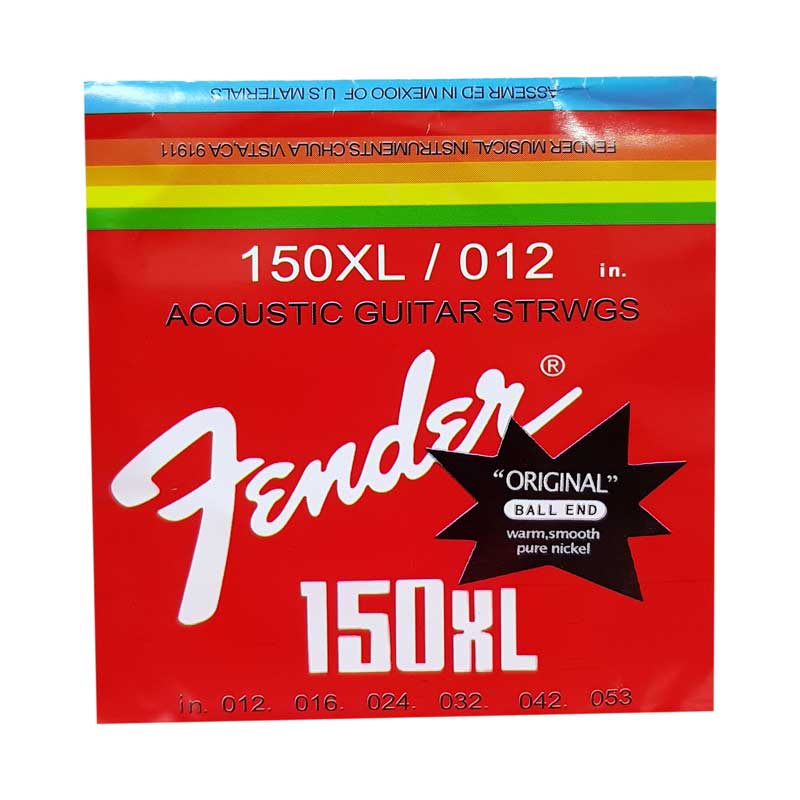 ASSEMR ED IN MEXIOO OF U.S MATERIALS
FENDER MUSICAL INSTRUMENTS,CHULA VISTA,CA 91911
150XL / 012 in.
ACOUSTIC GUITAR STRWGS
Fender®
"ORIGINAL"
BALL END
warm,smooth
pure nickel
150XL
in. 012. 016. 024. 032. 042. 053